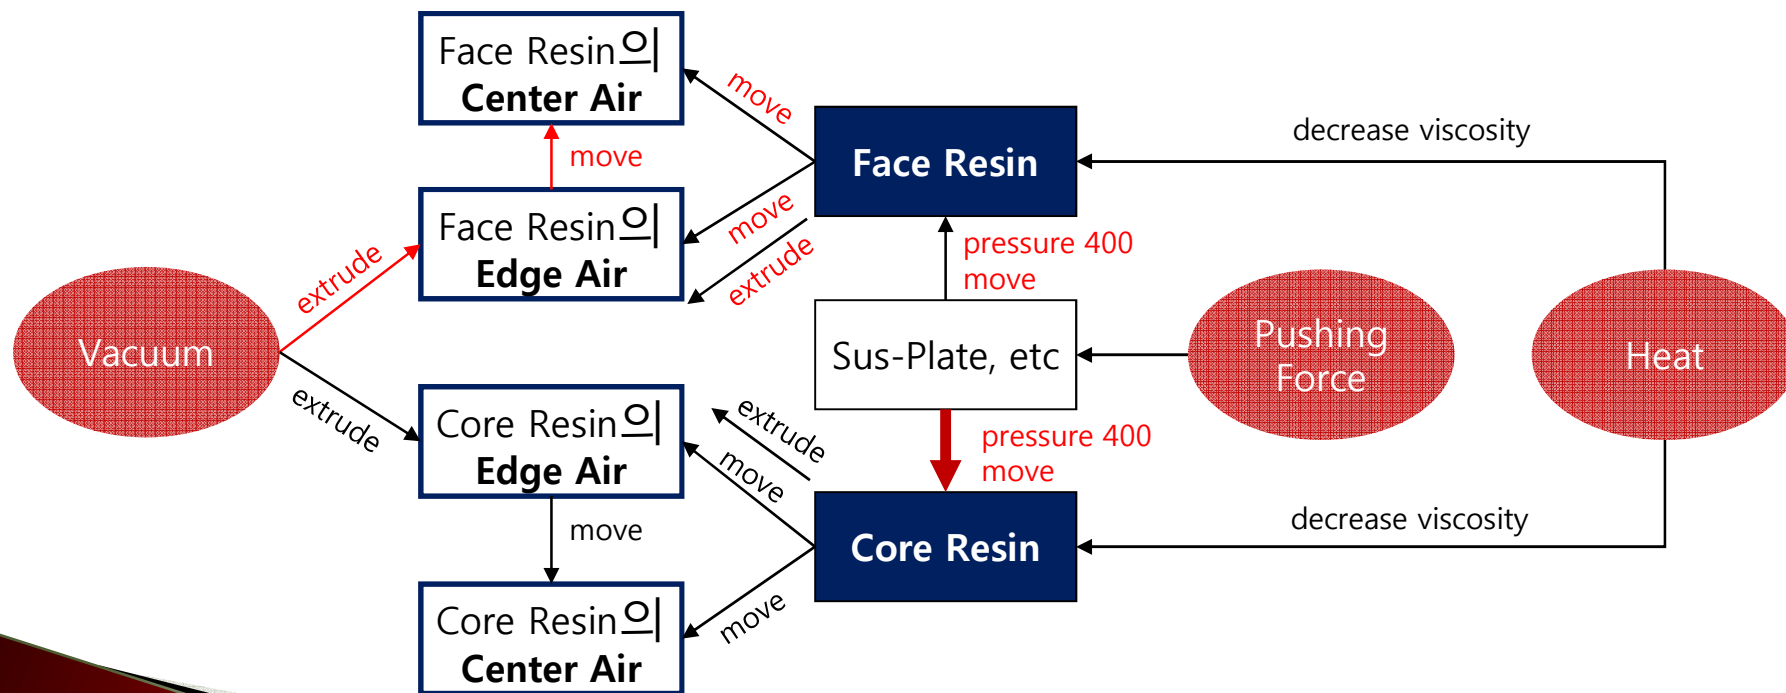 Face Resin의
Center Air
move
move
Face Resin
decrease viscosity
Face Resin의
Edge Air
move
extrude
extrude
pressure 400
move
Vacuum
Sus-Plate, etc
Pushing
Force
Heat
extrude
Core Resin의
Edge Air
extrude
move
pressure 400
move
move
Core Resin
decrease viscosity
Core Resin의
Center Air
move